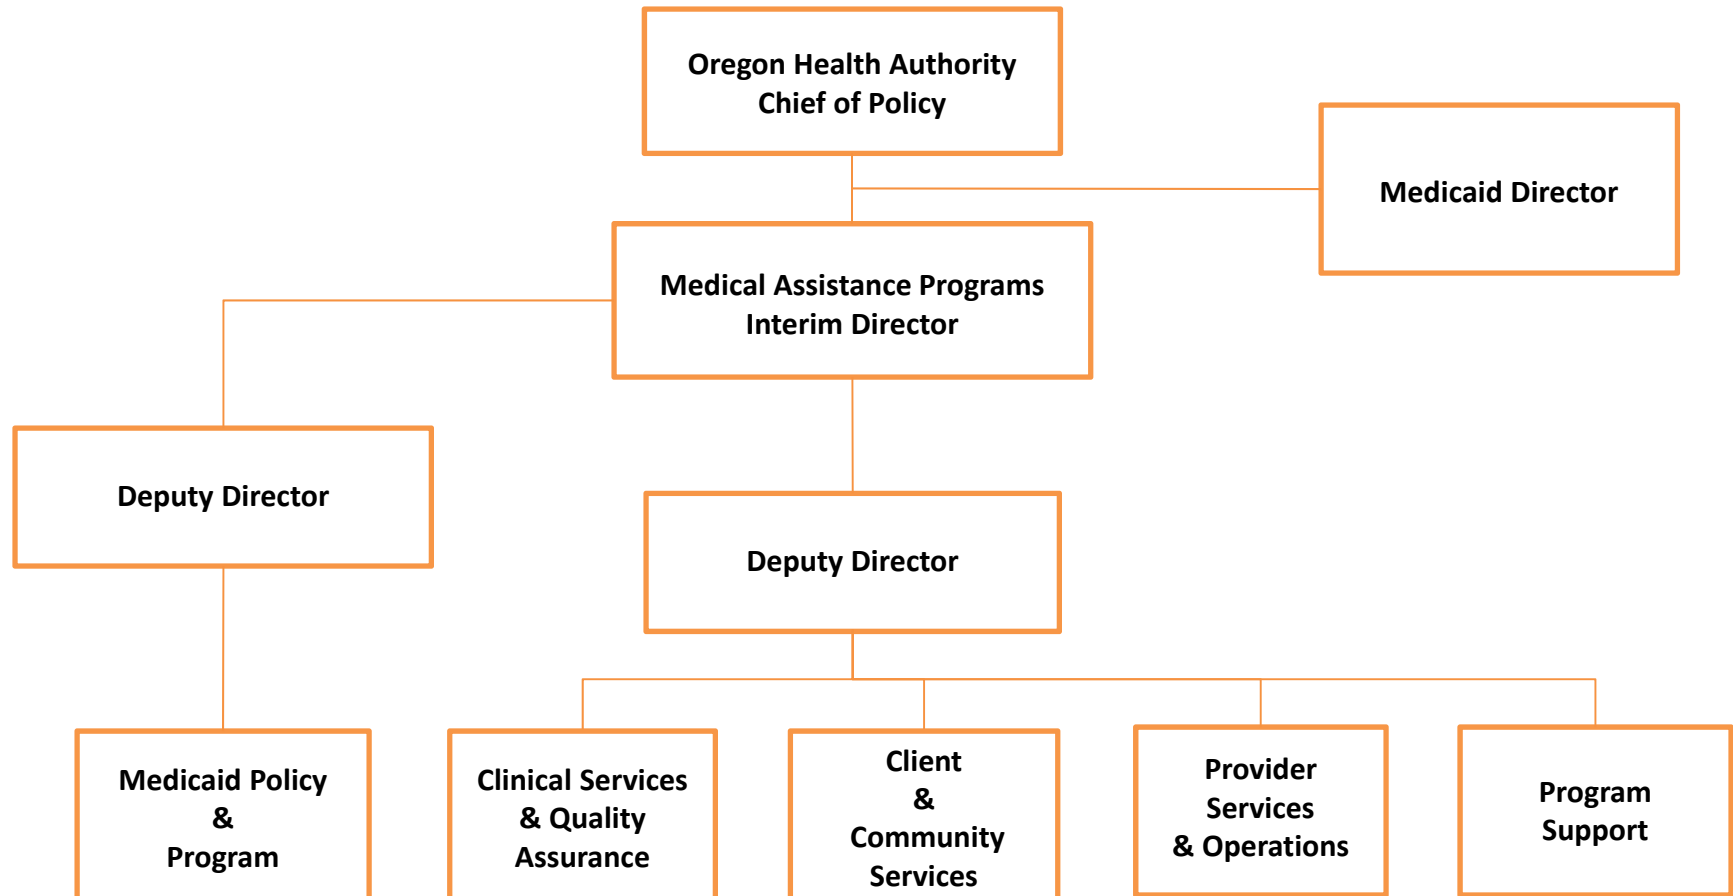 Oregon Health Authority
Chief of Policy
Medicaid Director
Medical Assistance Programs
Interim Director
Deputy Director
Deputy Director
Medicaid Policy
&
Program
Clinical Services
& Quality
Assurance
Client
&
Community
Services
Provider
Services
& Operations
Program
Support